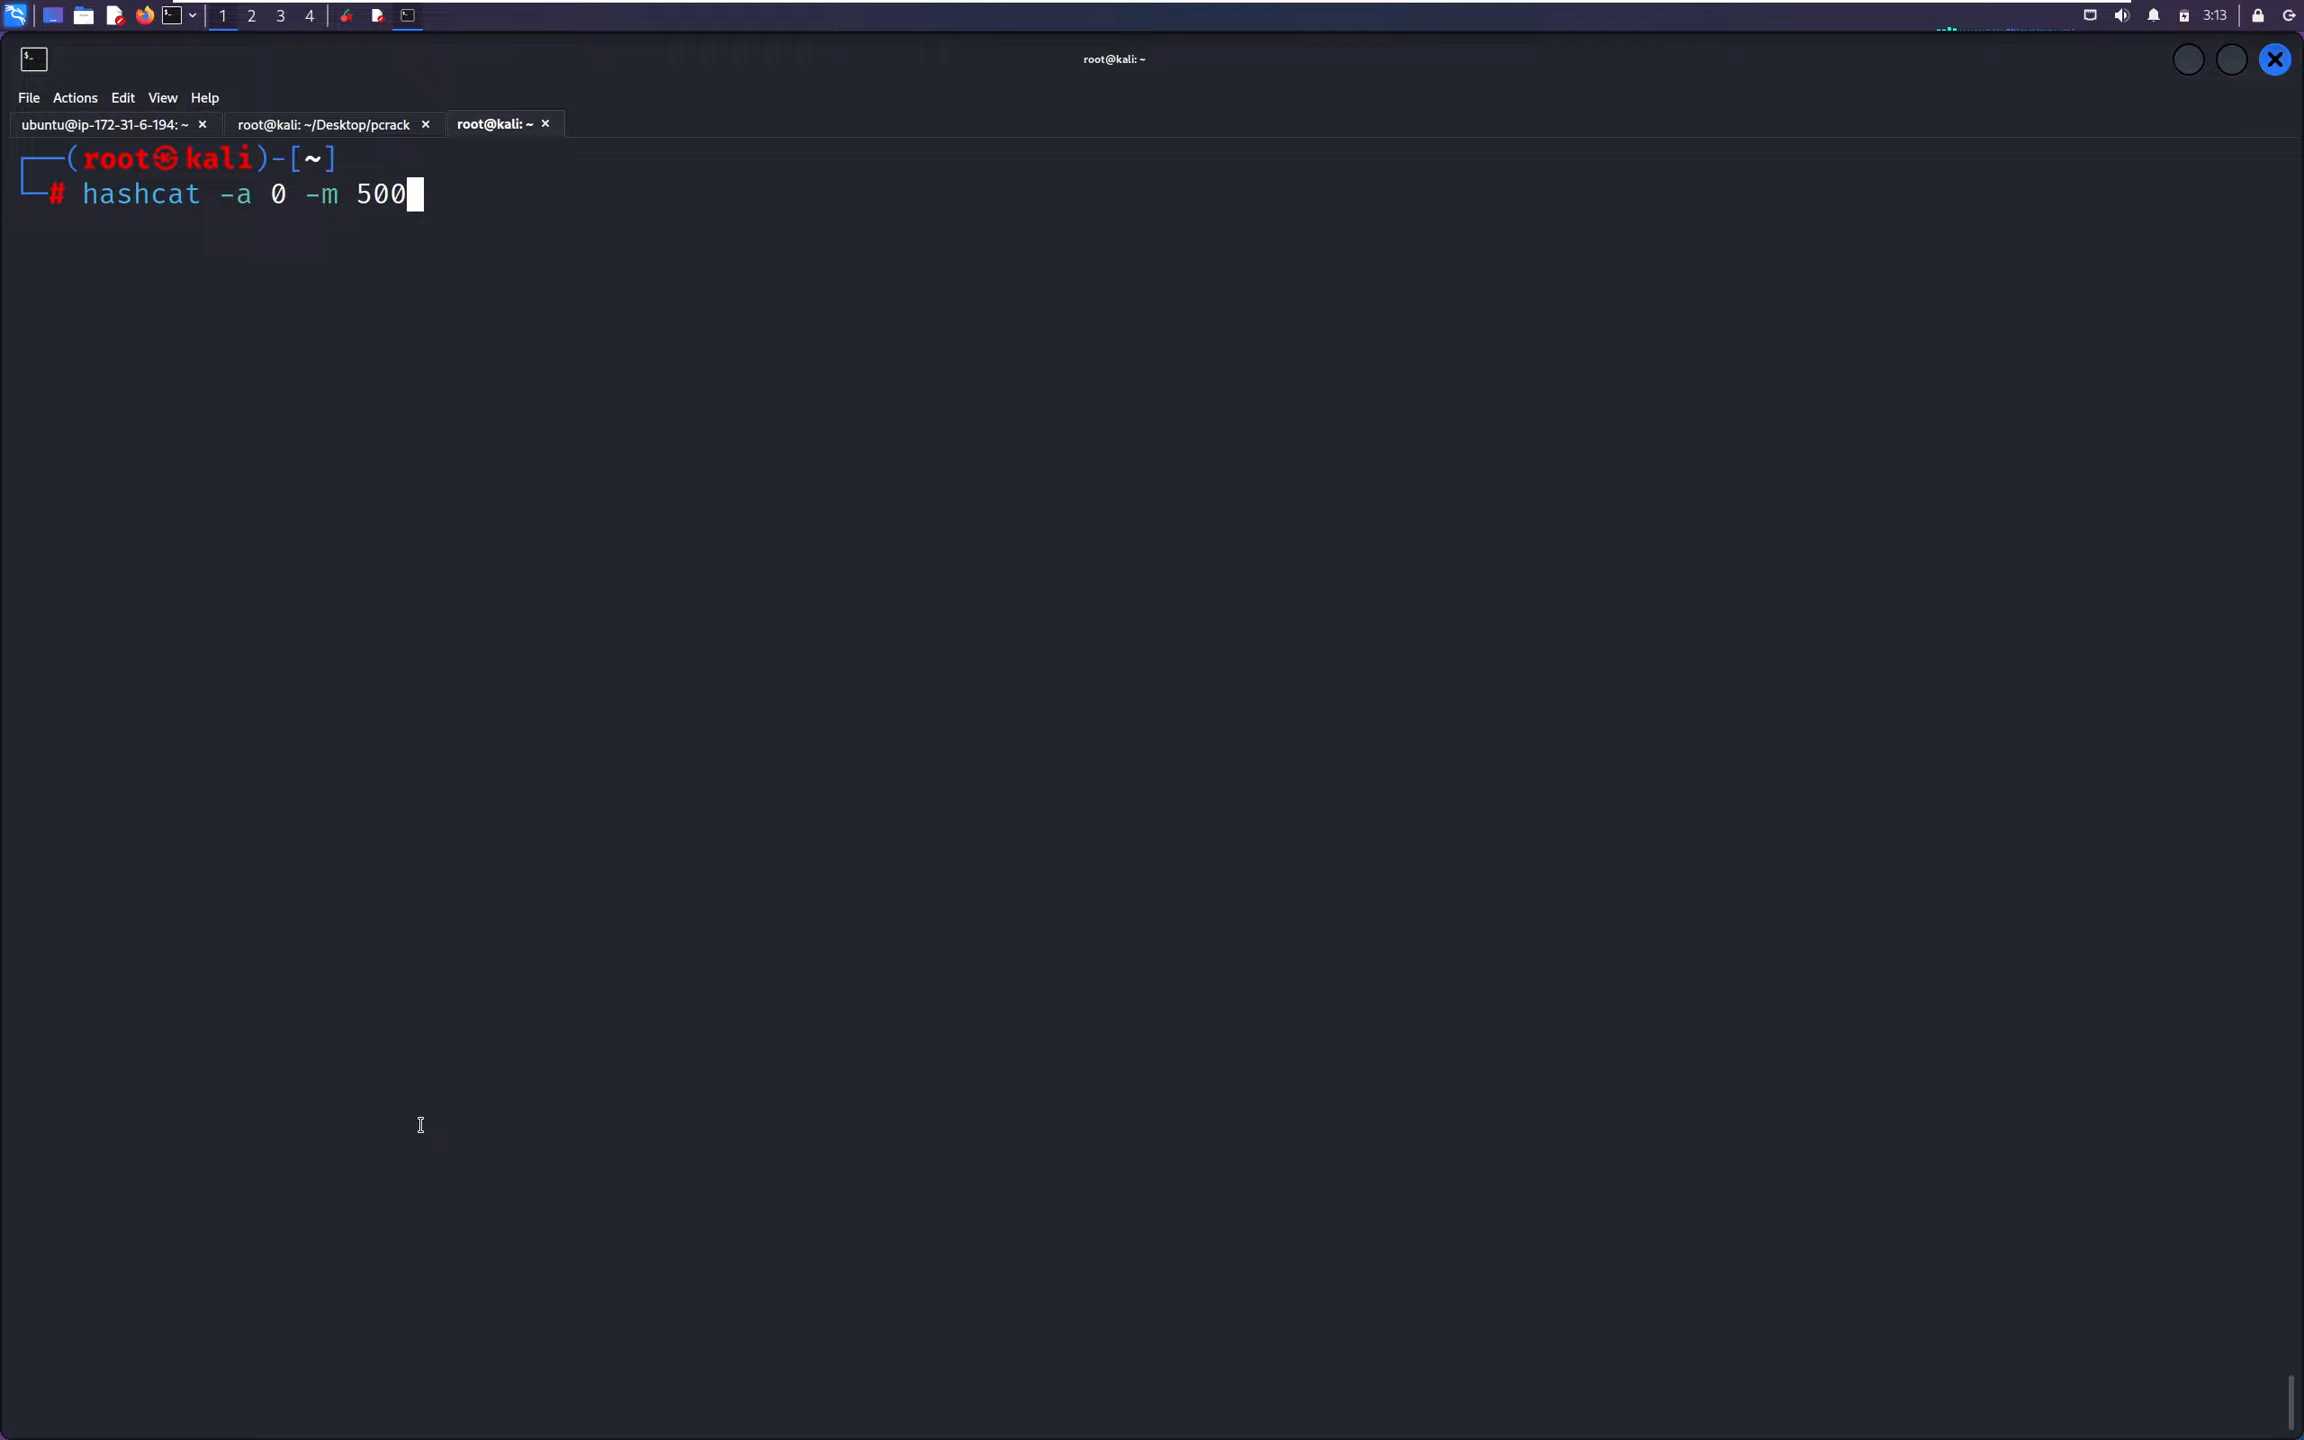 1 2 3 4 3:13
root@kali: ~
File Actions Edit View Help
ubuntu@ip-172-31-6-194: ~ root@kali: ~/Desktop/pcrack root@kali: ~
┌──(root㉿kali)-[~]
└─# hashcat -a 0 -m 500